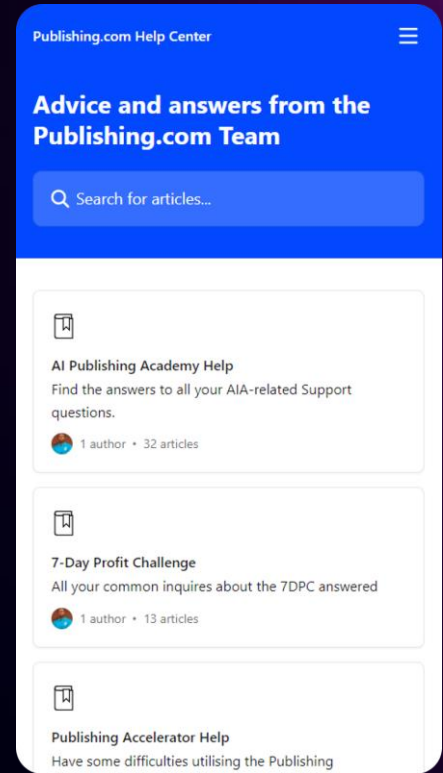 Publishing.com Help Center
Advice and answers from the
Publishing.com Team
Search for articles...
AI Publishing Academy Help
Find the answers to all your AIA-related Support
questions.
1 author • 32 articles
7-Day Profit Challenge
All your common inquires about the 7DPC answered
1 author • 13 articles
Publishing Accelerator Help
Have some difficulties utilising the Publishing